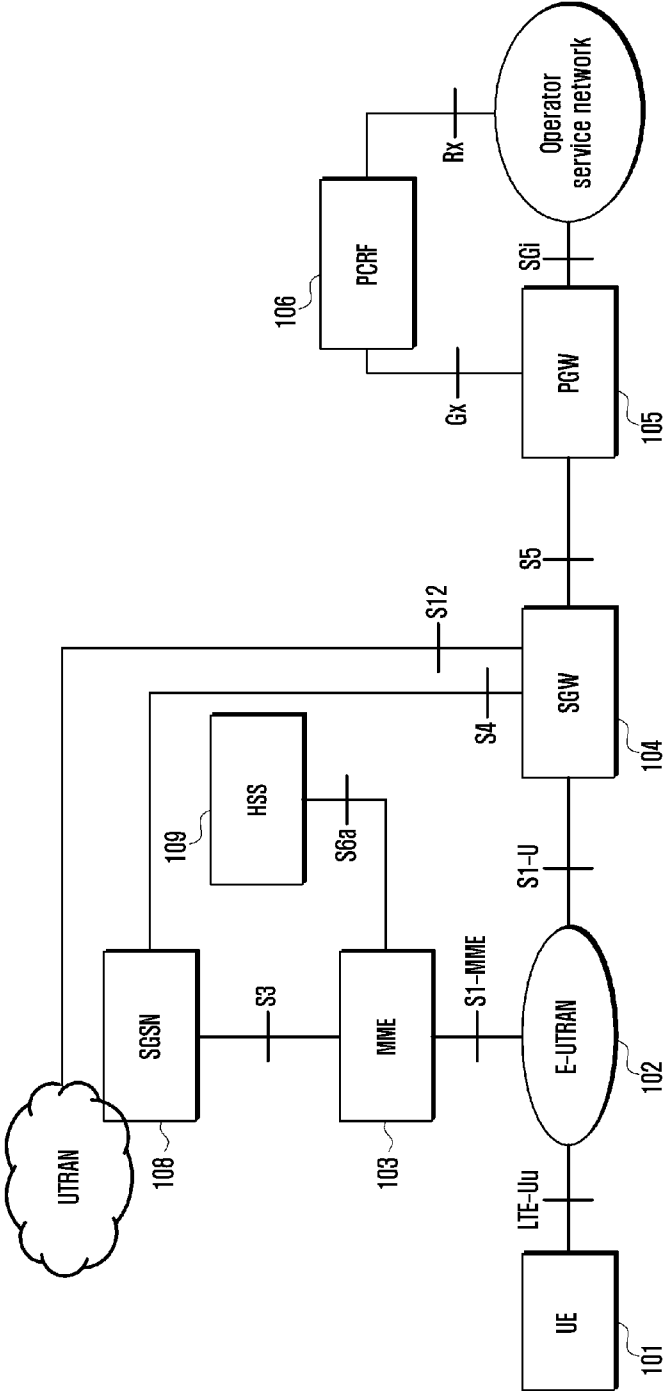 UTRAN
SGSN
108
S3
HSS
109
S6a
S12
S4
MME
103
S1-MME
PCRF
106
Gx
Rx
UE
101
LTE-Uu
E-UTRAN
102
S1-U
SGW
104
S5
PGW
105
SGi
Operator
service network